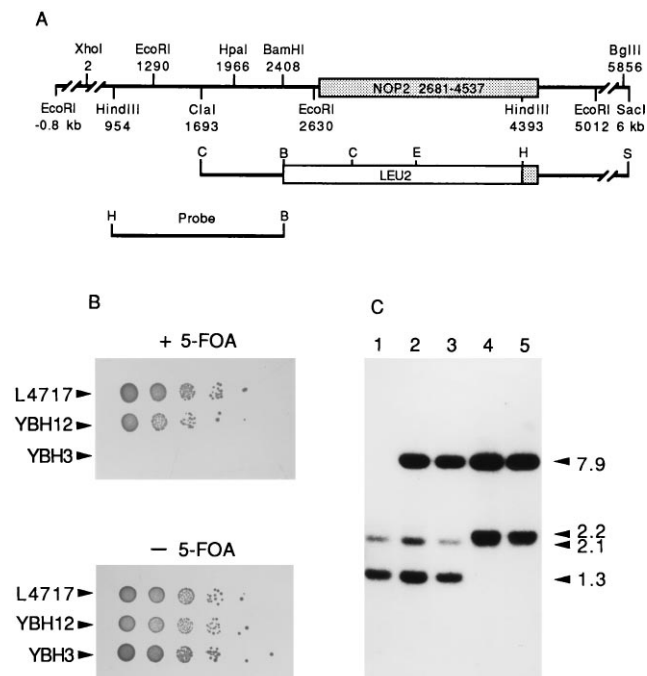 A
XhoI EcoRI HpaI BamHI BglII
2 1290 1966 2408 5856
NOP2 2681-4537
EcoRI HindIII ClaI EcoRI HindIII EcoRI SacI
-0.8 kb 954 1693 2630 4393 5012 6 kb
C B C E H S
LEU2
H Probe B
B
+ 5-FOA
L4717
YBH12
YBH3
— 5-FOA
L4717
YBH12
YBH3
C
1 2 3 4 5
7.9
2.2
2.1
1.3